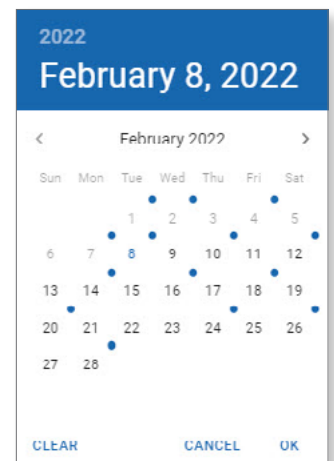 2022
February 8, 2022
February 2022
Sun Mon Tue Wed Thu Fri Sat
1 2 3 4 5
6 7 8 9 10 11 12
13 14 15 16 17 18 19
20 21 22 23 24 25 26
27 28
CLEAR CANCEL OK